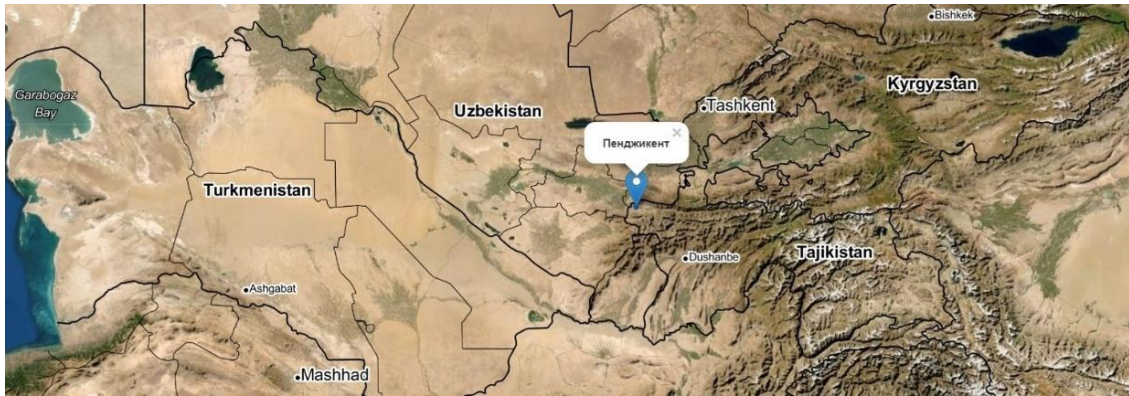 Bishkek
Garabogaz
Bay
Kyrgyzstan
Uzbekistan
Tashkent
×
Пенджикент
Turkmenistan
Dushanbe
Tajikistan
Ashgabat
Mashhad